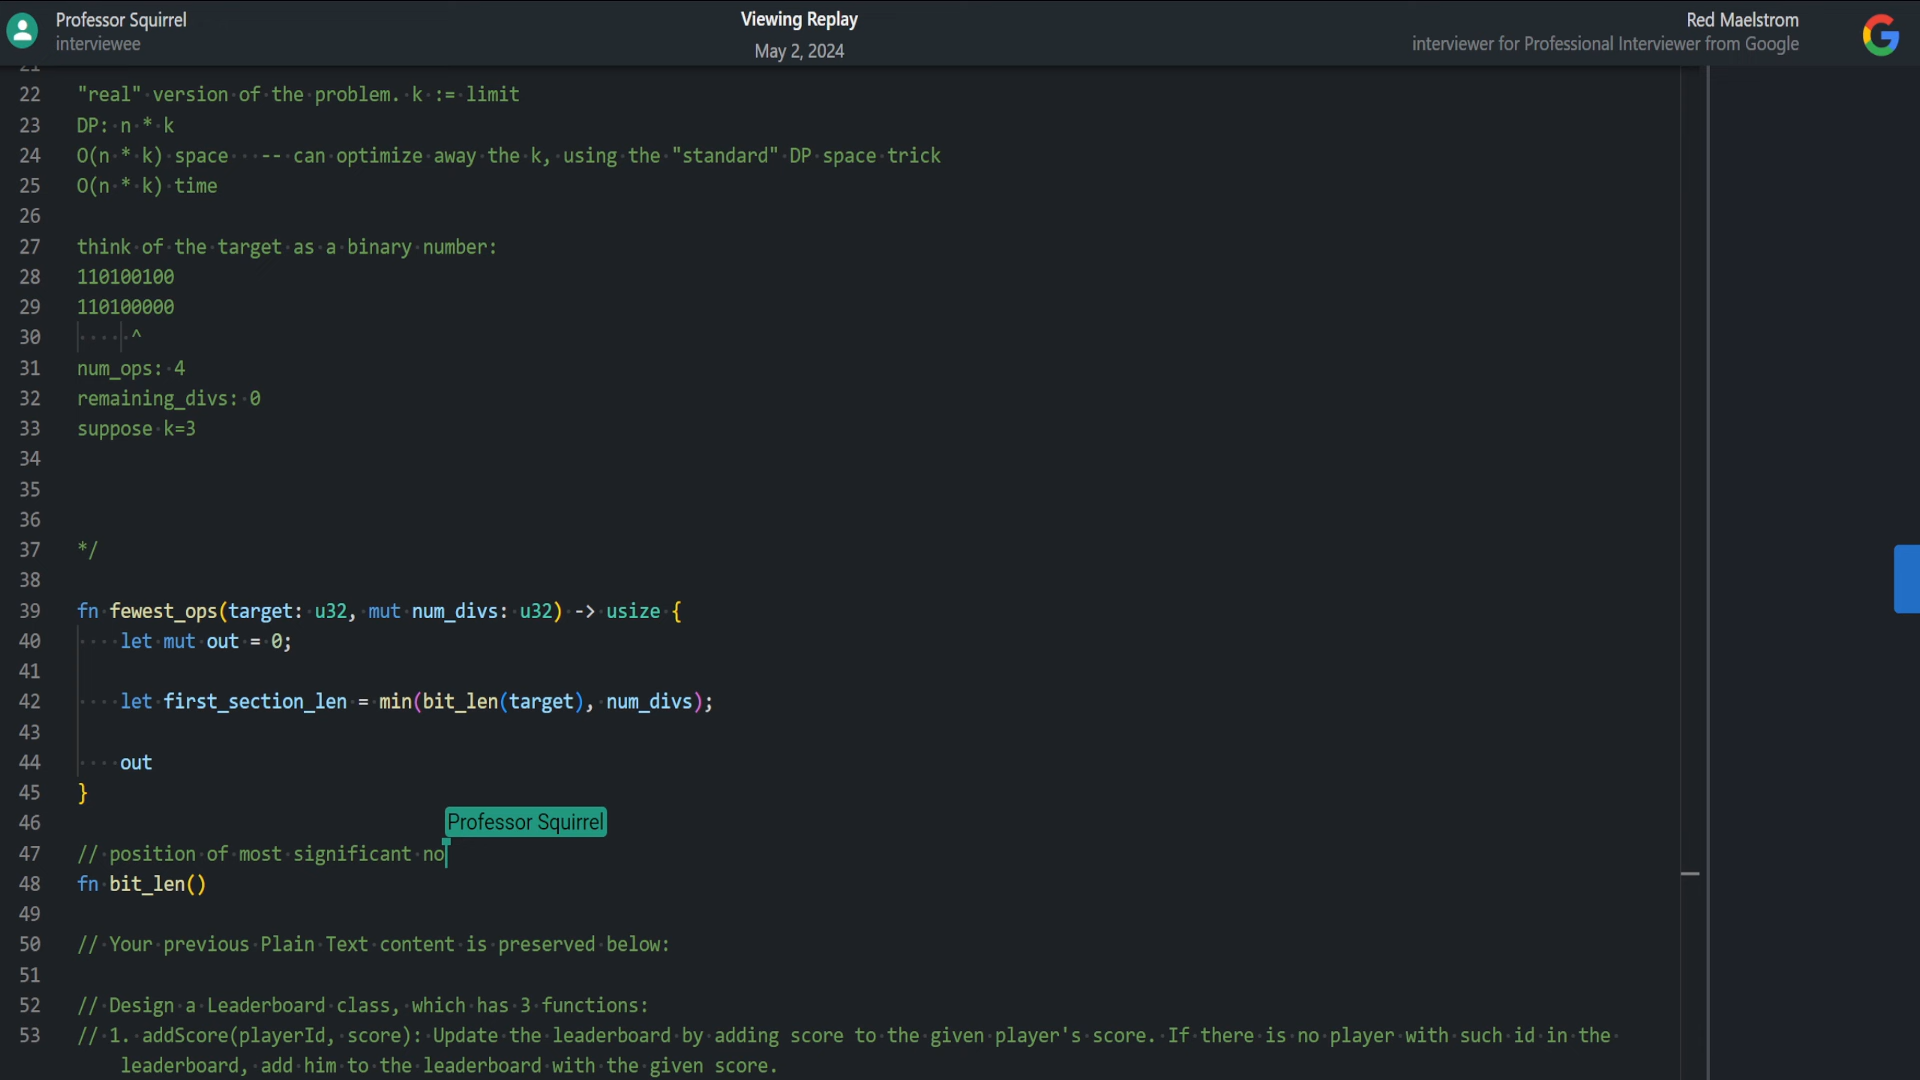 Professor Squirrel
interviewee
Viewing Replay
May 2, 2024
Red Maelstrom
interviewer for Professional Interviewer from Google
21
22 "real" version of the problem. k := limit
23 DP: n * k
24 O(n * k) space -- can optimize away the k, using the "standard" DP space trick
25 O(n * k) time
26
27 think of the target as a binary number:
28 110100100
29 110100000
30 ^
31 num_ops: 4
32 remaining_divs: 0
33 suppose k=3
34
35
36
37 */
38
39 fn fewest_ops(target: u32, mut num_divs: u32) -> usize {
40 let mut out = 0;
41
42 let first_section_len = min(bit_len(target), num_divs);
43
44 out
45 }
46
Professor Squirrel
47 // position of most significant no
48 fn bit_len()
49
50 // Your previous Plain Text content is preserved below:
51
52 // Design a Leaderboard class, which has 3 functions:
53 // 1. addScore(playerId, score): Update the leaderboard by adding score to the given player's score. If there is no player with such id in the
leaderboard, add him to the leaderboard with the given score.